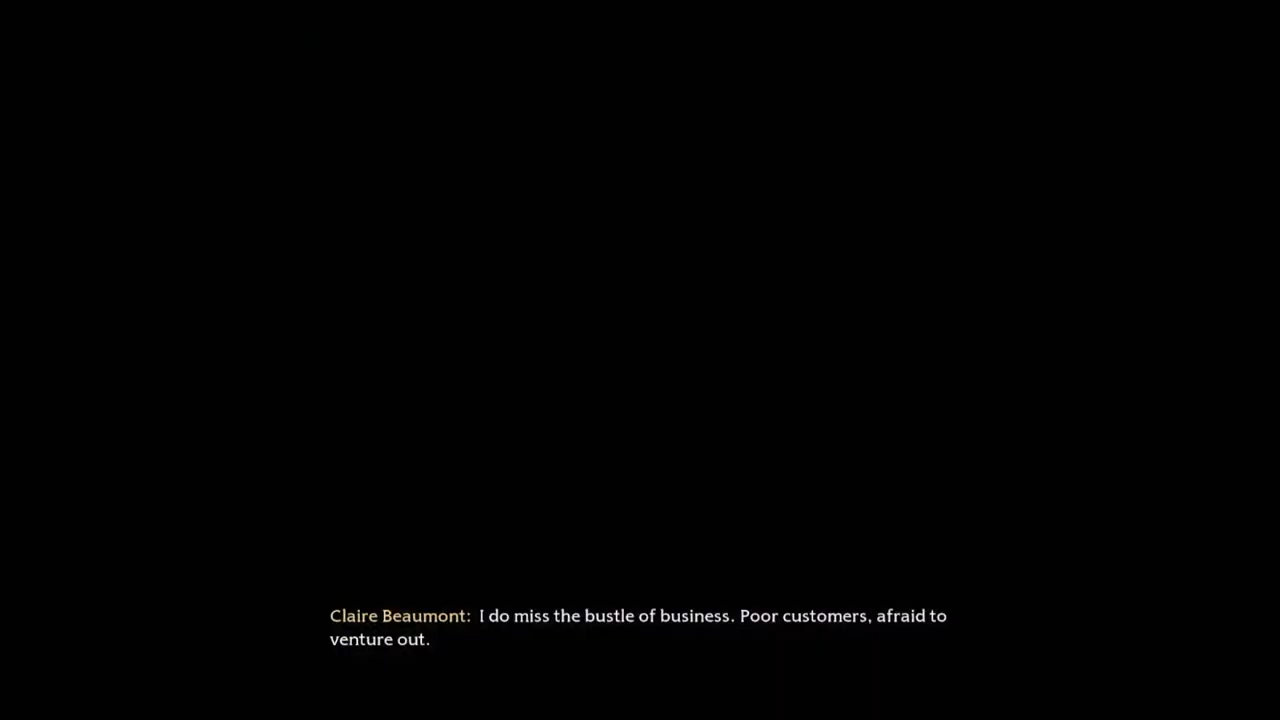 Claire Beaumont: I do miss the bustle of business. Poor customers, afraid to
venture out.